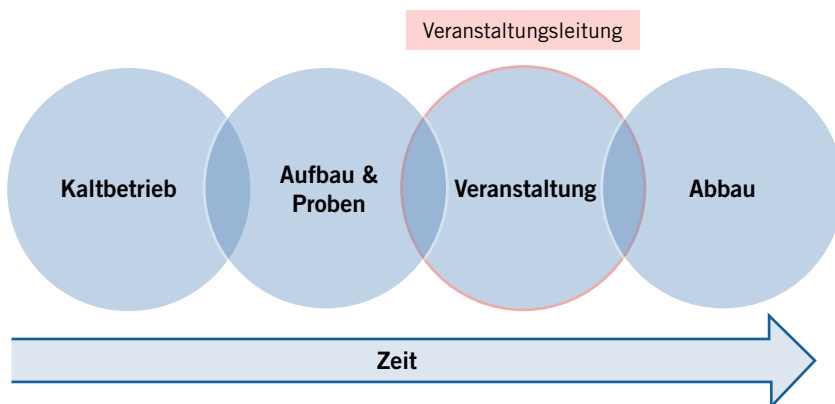 Veranstaltungsleitung
Kaltbetrieb
Aufbau &
Proben
Veranstaltung
Abbau
Zeit